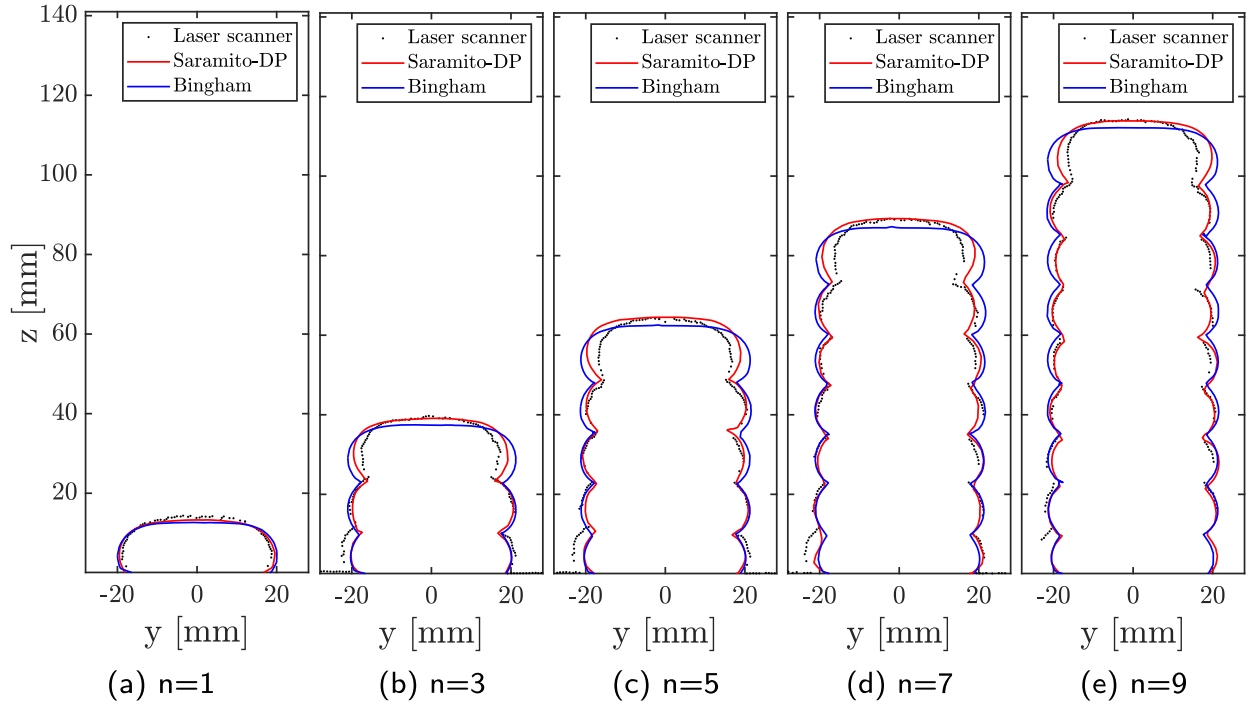 140
120
100
80
60
40
20
z [mm]
Laser scanner
Saramito-DP
Bingham
-20 0 20
y [mm]
(a) n=1
Laser scanner
Saramito-DP
Bingham
-20 0 20
y [mm]
(b) n=3
Laser scanner
Saramito-DP
Bingham
-20 0 20
y [mm]
(c) n=5
Laser scanner
Saramito-DP
Bingham
-20 0 20
y [mm]
(d) n=7
Laser scanner
Saramito-DP
Bingham
-20 0 20
y [mm]
(e) n=9